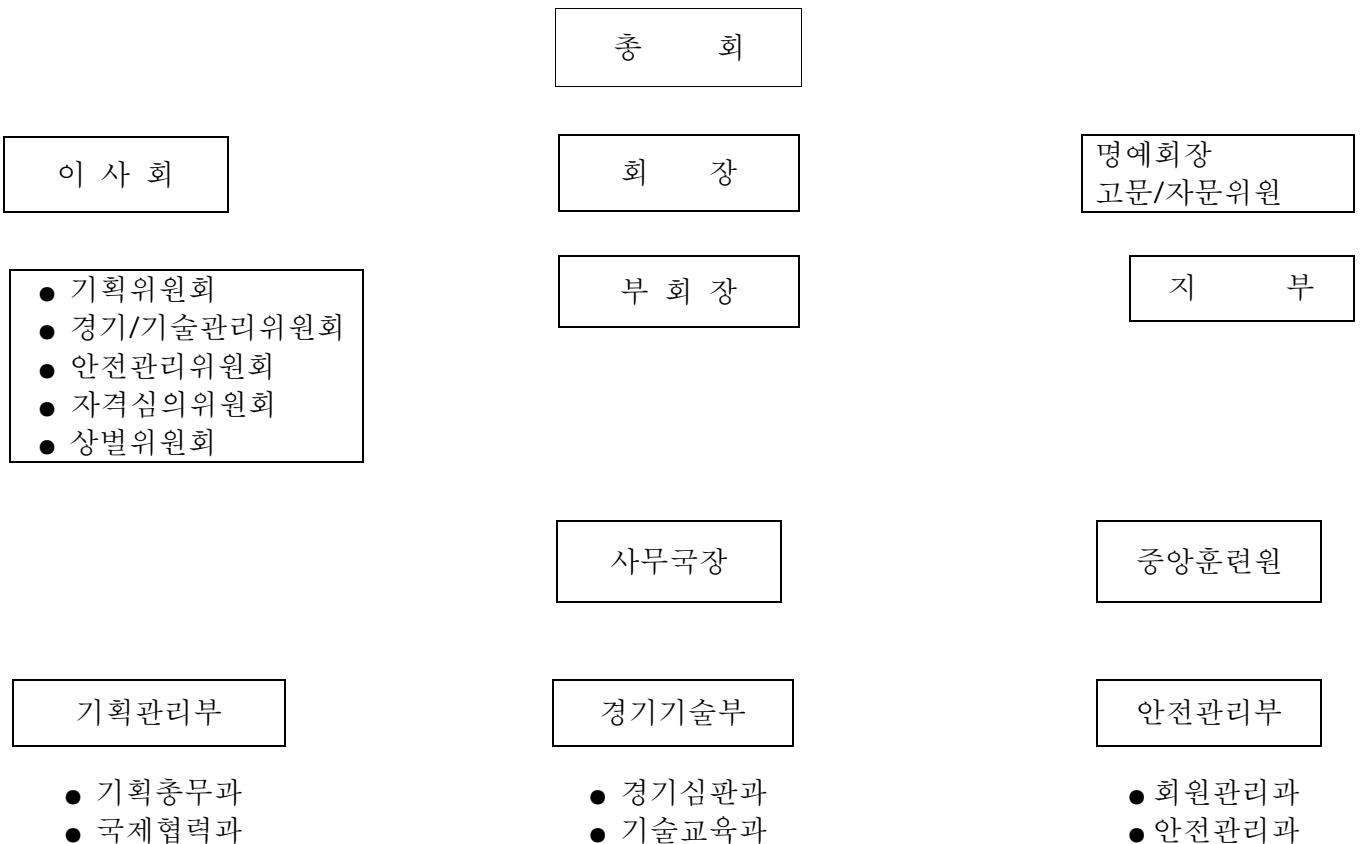 총 회
이 사 회
회 장
명예회장
고문/자문위원
● 기획위원회
● 경기/기술관리위원회
● 안전관리위원회
● 자격심의위원회
● 상벌위원회
부 회 장
지 부
사무국장
중앙훈련원
기획관리부
● 기획총무과
● 국제협력과
경기기술부
● 경기심판과
● 기술교육과
안전관리부
● 회원관리과
● 안전관리과